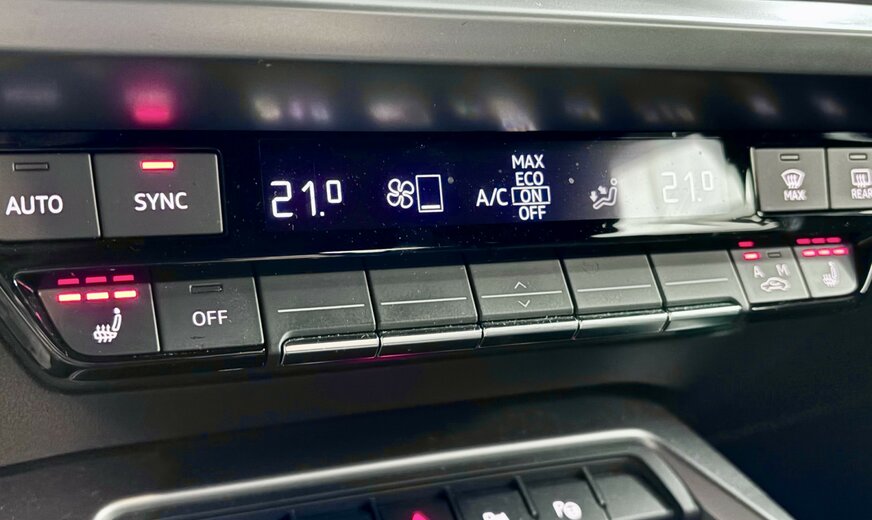 AUTO
SYNC
21.0
A/C
MAX
ECO
ON
OFF
21.0
MAX
REAR
OFF
A M